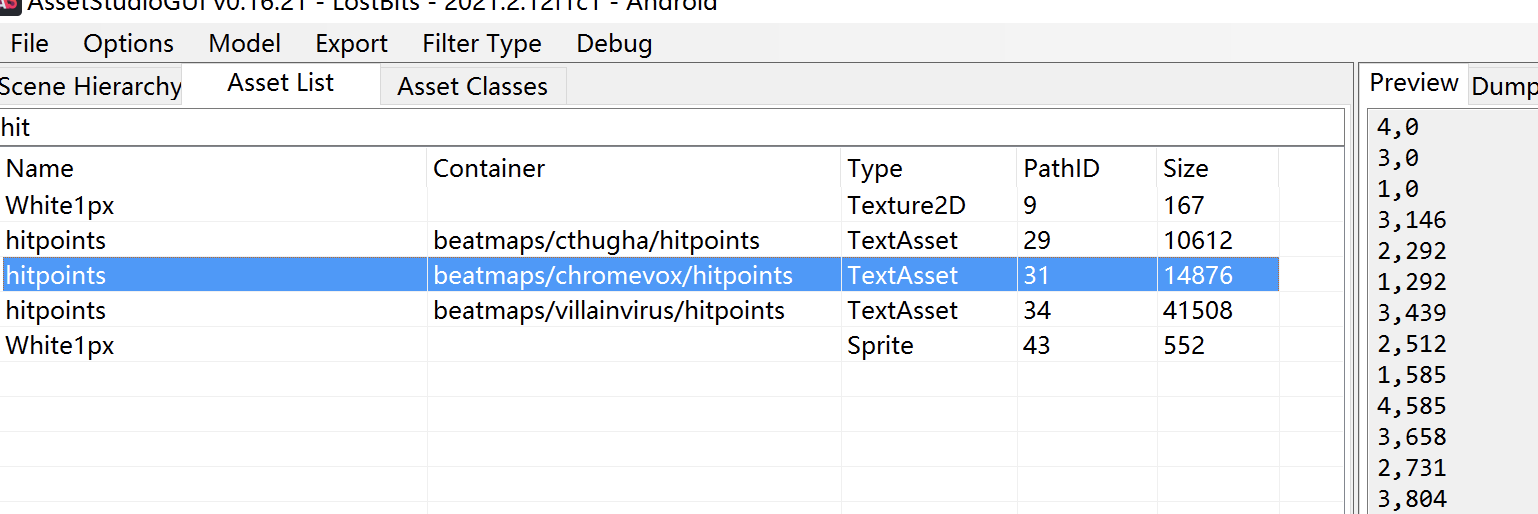 AssetStudioGUI v0.16.21 - LostBits - 2021.2.12f1c1 - Android
File Options Model Export Filter Type Debug
Scene Hierarchy Asset List Asset Classes Preview Dump
hit
Name Container Type PathID Size
White1px Texture2D 9 167
hitpoints beatmaps/cthugha/hitpoints TextAsset 29 10612
hitpoints beatmaps/chromevox/hitpoints TextAsset 31 14876
hitpoints beatmaps/villainvirus/hitpoints TextAsset 34 41508
White1px Sprite 43 552
4,0
3,0
1,0
3,146
2,292
1,292
3,439
2,512
1,585
4,585
3,658
2,731
3,804